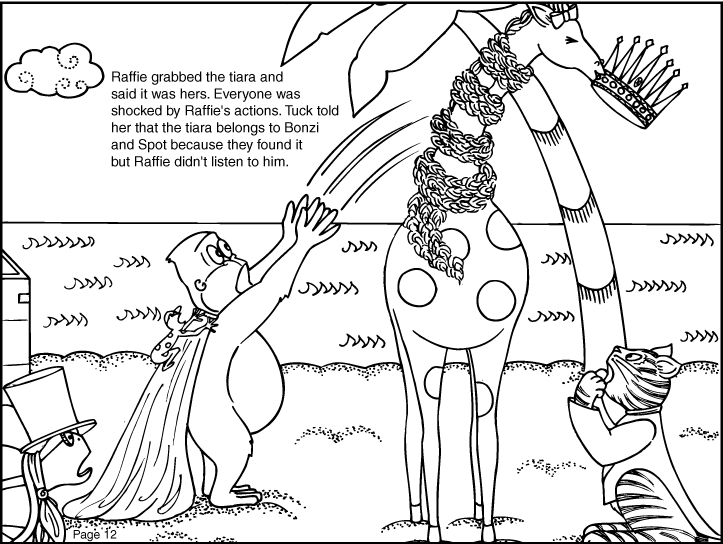 Raffie grabbed the tiara and
said it was hers. Everyone was
shocked by Raffie's actions. Tuck told
her that the tiara belongs to Bonzi
and Spot because they found it
but Raffie didn't listen to him.
Page 12